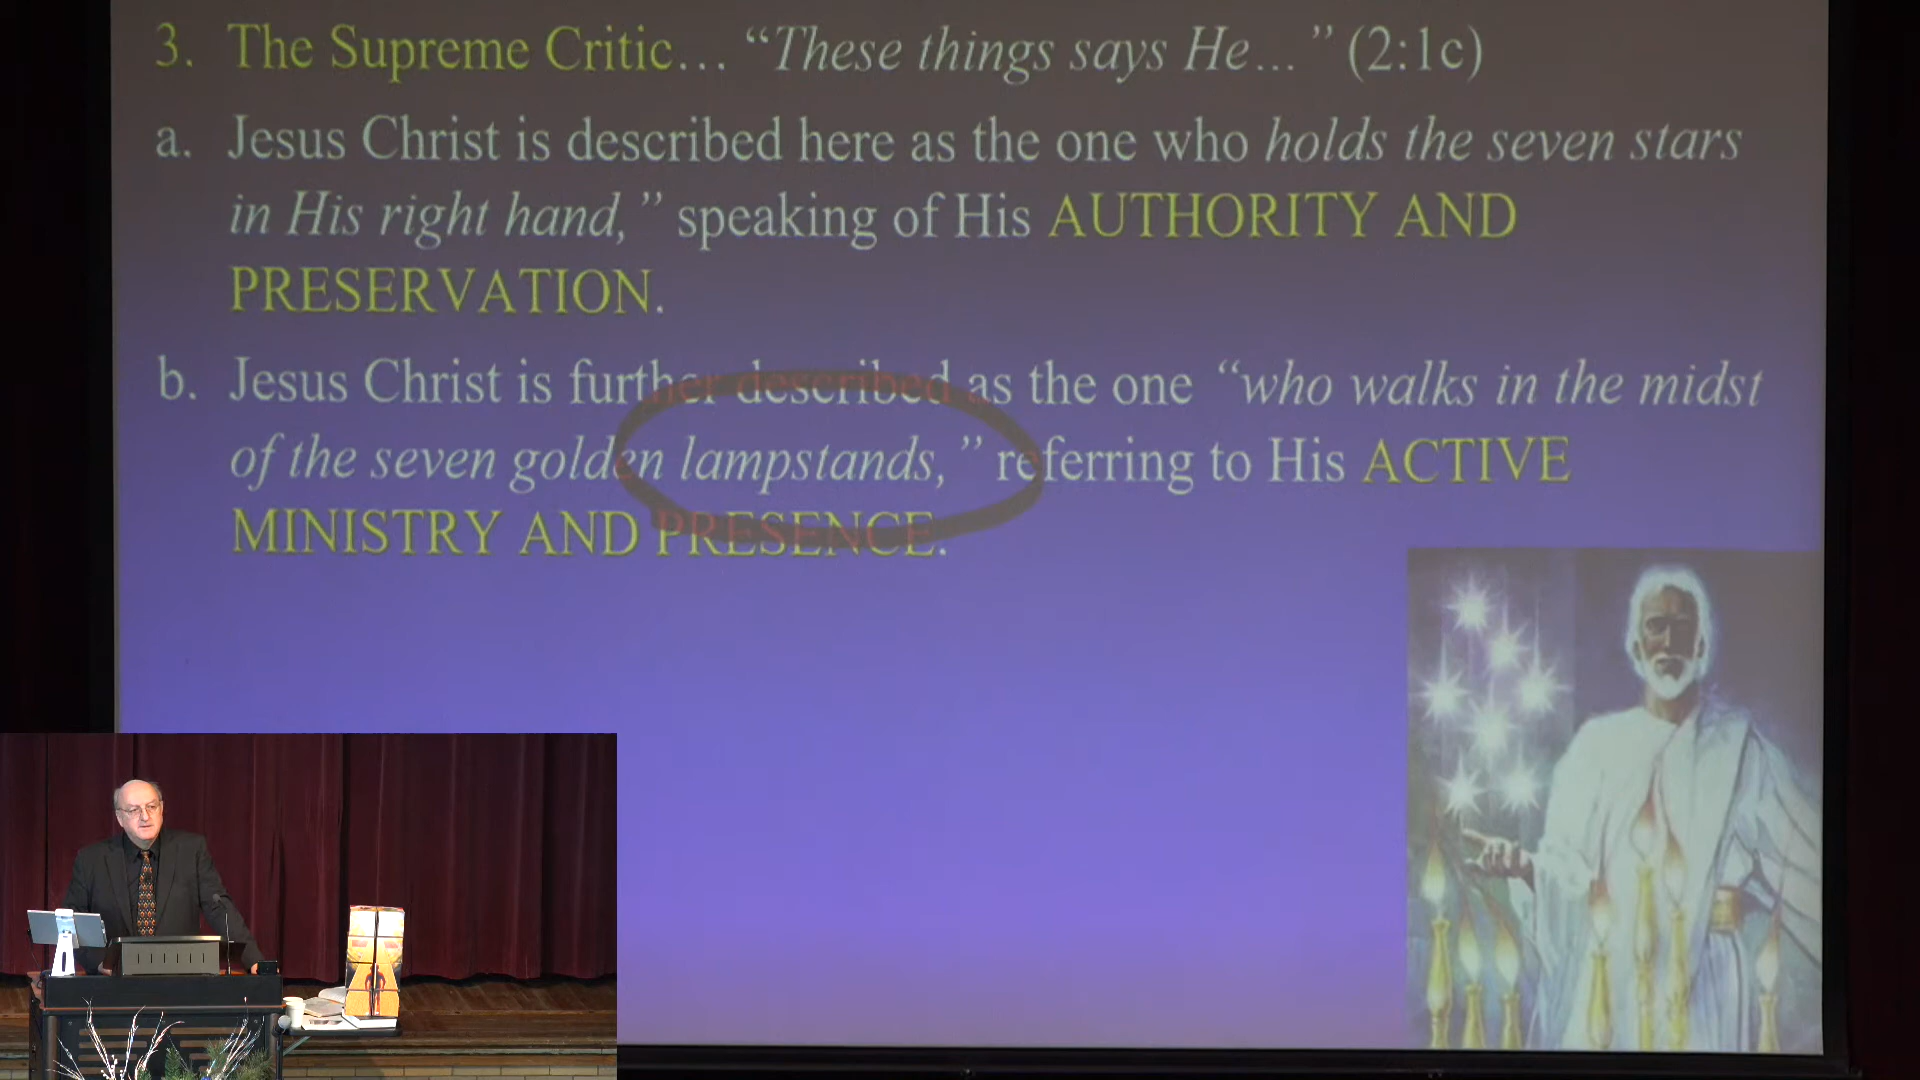 3. The Supreme Critic… “These things says He… ” (2:1c)
a. Jesus Christ is described here as the one who holds the seven stars
in His right hand,” speaking of His AUTHORITY AND
PRESERVATION.
b. Jesus Christ is further described as the one “who walks in the midst
of the seven golden lampstands,” referring to His ACTIVE
MINISTRY AND PRESENCE.